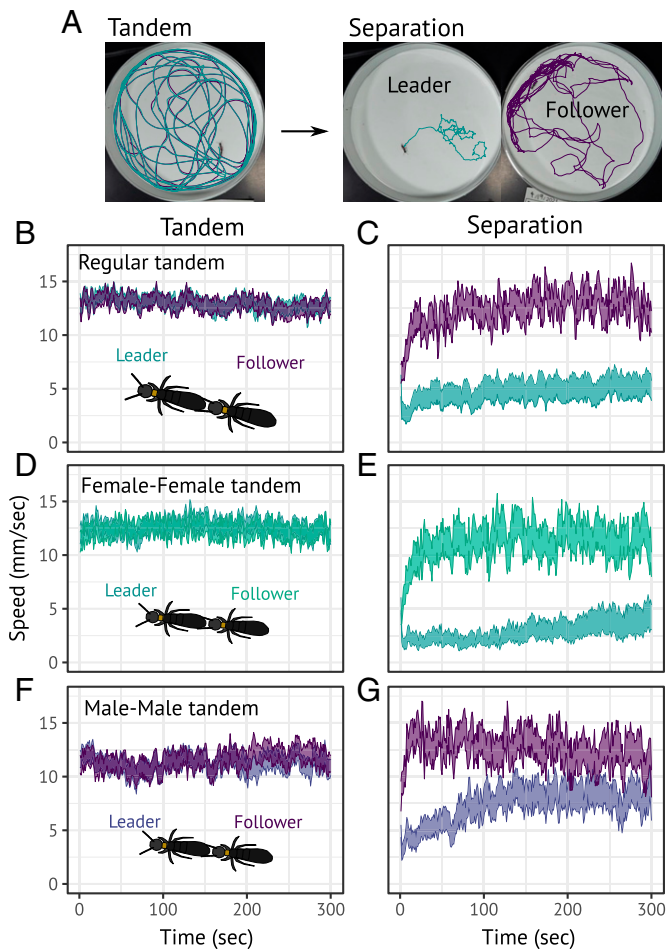 A
Tandem
Separation
Leader
Follower
Tandem
Separation
B
C
Regular tandem
Leader
Follower
15
10
5
0
D
E
Female-Female tandem
Leader
Follower
15
10
5
0
Speed (mm/sec)
F
G
Male-Male tandem
Leader
Follower
15
10
5
0
0 100 200 300
0 100 200 300
Time (sec)
Time (sec)